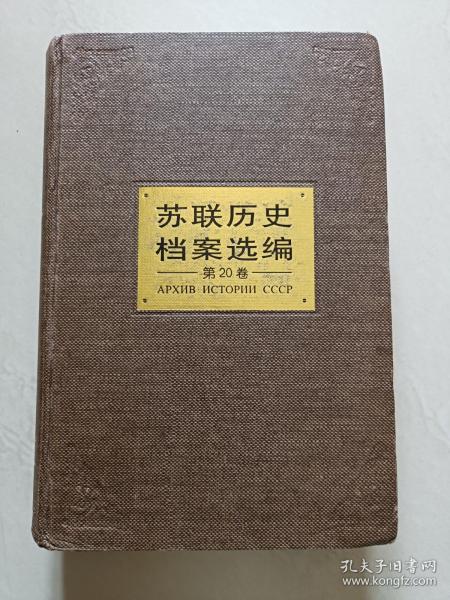 苏联历史
档案选编
第20卷
АРХИВ ИСТОРИИ СССР
孔夫子旧书网
www.kongfz.com